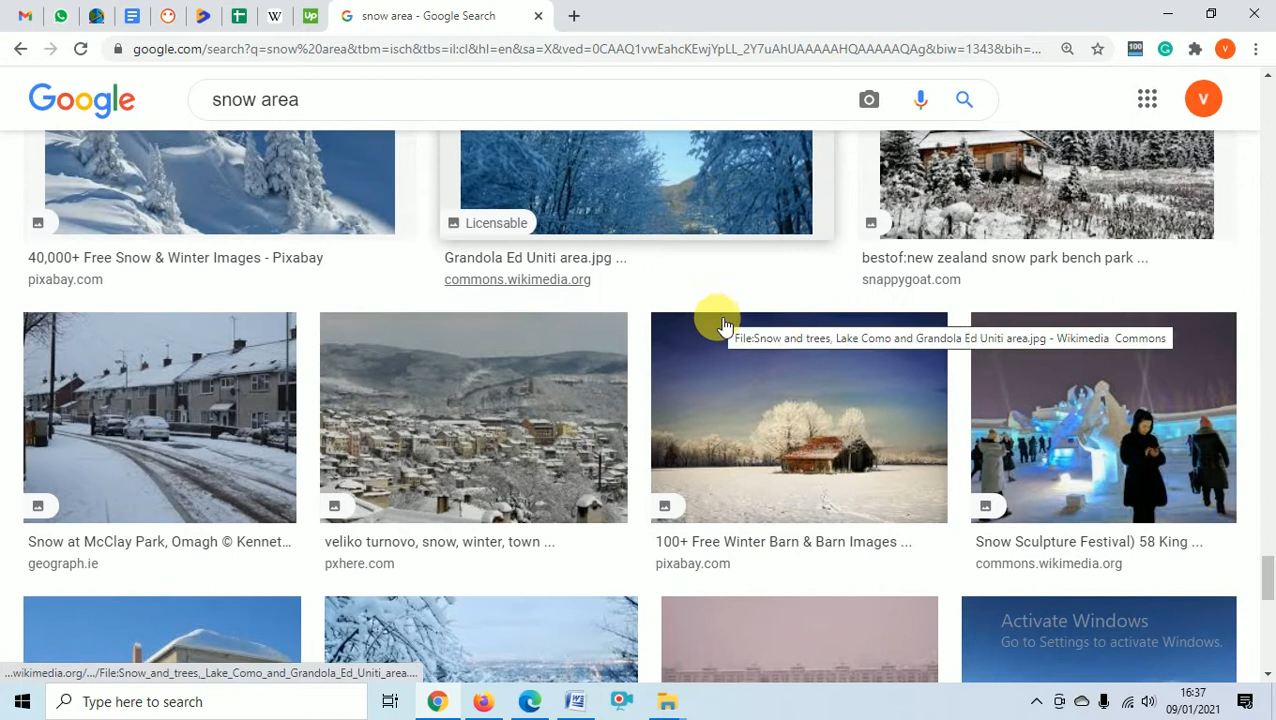 snow area - Google Search
google.com/search?q=snow%20area&tbm=isch&tbs=il:cl&hl=en&sa=X&ved=0CAAQ1vwEahcKEwjYpLL_2Y7uAhUAAAAAHQAAAAAQAg&biw=1343&bih=...
100
Google
snow area
V
V
Licensable
40,000+ Free Snow & Winter Images - Pixabay
pixabay.com
Grandola Ed Uniti area.jpg ...
commons.wikimedia.org
bestof:new zealand snow park bench park ...
snappygoat.com
File:Snow and trees, Lake Como and Grandola Ed Uniti area.jpg - Wikimedia Commons
Snow at McClay Park, Omagh © Kennet...
geograph.ie
veliko turnovo, snow, winter, town ...
pxhere.com
100+ Free Winter Barn & Barn Images ...
pixabay.com
Snow Sculpture Festival) 58 King ...
commons.wikimedia.org
Activate Windows
Go to Settings to activate Windows.
...wikimedia.org/.../File:Snow_and_trees,_Lake_Como_and_Grandola_Ed_Uniti_area....
Type here to search
16:37
09/01/2021